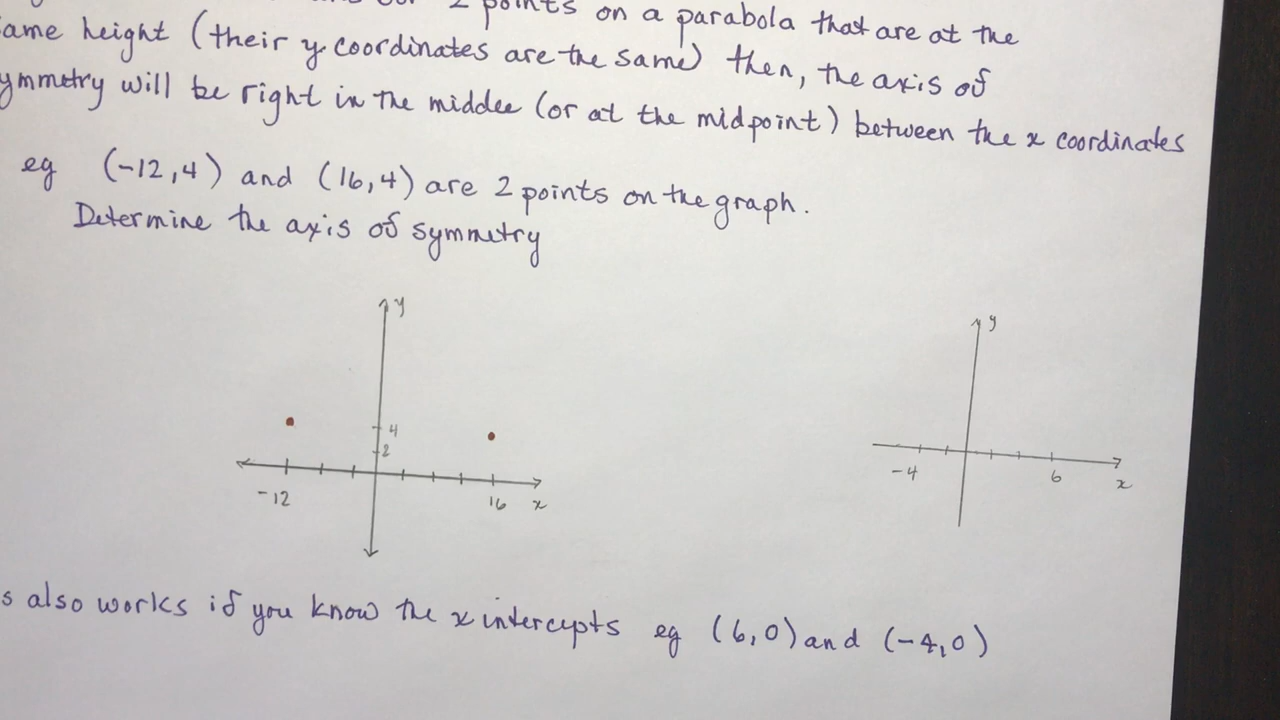 2 points on a parabola that are at the
ame height (their y coordinates are the same) then, the axis of
ymmetry will be right in the middle (or at the midpoint) between the x coordinates
eg (-12,4) and (16,4) are 2 points on the graph.
Determine the axis of symmetry
y
4
2
-12
16
x
y
-4
6
x
s also works if you know the x intercepts eg (6,0) and (-4,0)